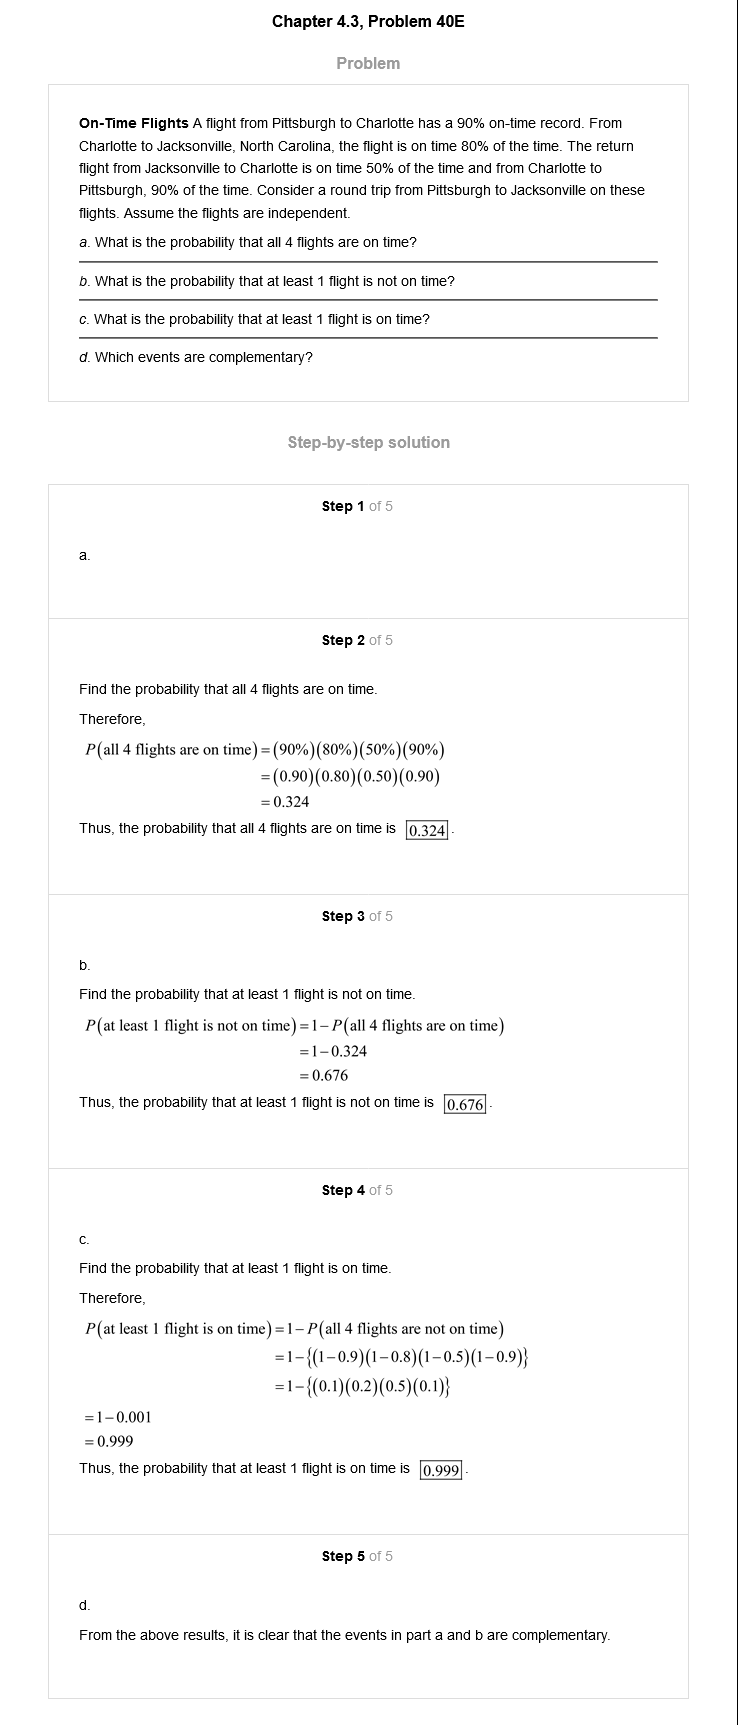 Chapter 4.3, Problem 40E
Problem
On-Time Flights A flight from Pittsburgh to Charlotte has a 90% on-time record. From
Charlotte to Jacksonville, North Carolina, the flight is on time 80% of the time. The return
flight from Jacksonville to Charlotte is on time 50% of the time and from Charlotte to
Pittsburgh, 90% of the time. Consider a round trip from Pittsburgh to Jacksonville on these
flights. Assume the flights are independent.
a. What is the probability that all 4 flights are on time?
b. What is the probability that at least 1 flight is not on time?
c. What is the probability that at least 1 flight is on time?
d. Which events are complementary?
Step-by-step solution
Step 1 of 5
a.
Step 2 of 5
Find the probability that all 4 flights are on time.
Therefore,
P(all 4 flights are on time) = (90%)(80%)(50%)(90%)
= (0.90)(0.80)(0.50)(0.90)
= 0.324
Thus, the probability that all 4 flights are on time is 0.324.
Step 3 of 5
b.
Find the probability that at least 1 flight is not on time.
P(at least 1 flight is not on time) = 1 − P(all 4 flights are on time)
= 1 − 0.324
= 0.676
Thus, the probability that at least 1 flight is not on time is 0.676.
Step 4 of 5
c.
Find the probability that at least 1 flight is on time.
Therefore,
P(at least 1 flight is on time) = 1 − P(all 4 flights are not on time)
= 1 − {(1 − 0.9)(1 − 0.8)(1 − 0.5)(1 − 0.9)}
= 1 − {(0.1)(0.2)(0.5)(0.1)}
= 1 − 0.001
= 0.999
Thus, the probability that at least 1 flight is on time is 0.999.
Step 5 of 5
d.
From the above results, it is clear that the events in part a and b are complementary.